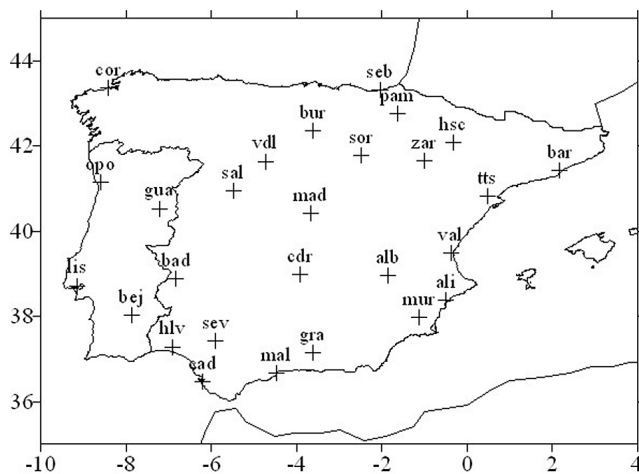 44
cor
seb
pam
bur
hsc
42
vdl
sor
zar
bar
opo
sal
tts
gua
mad
40
val
lis
bad
cdr
alb
ali
38
bej
mur
hlv
sev
gra
mal
cad
36
-10 -8 -6 -4 -2 0 2 4